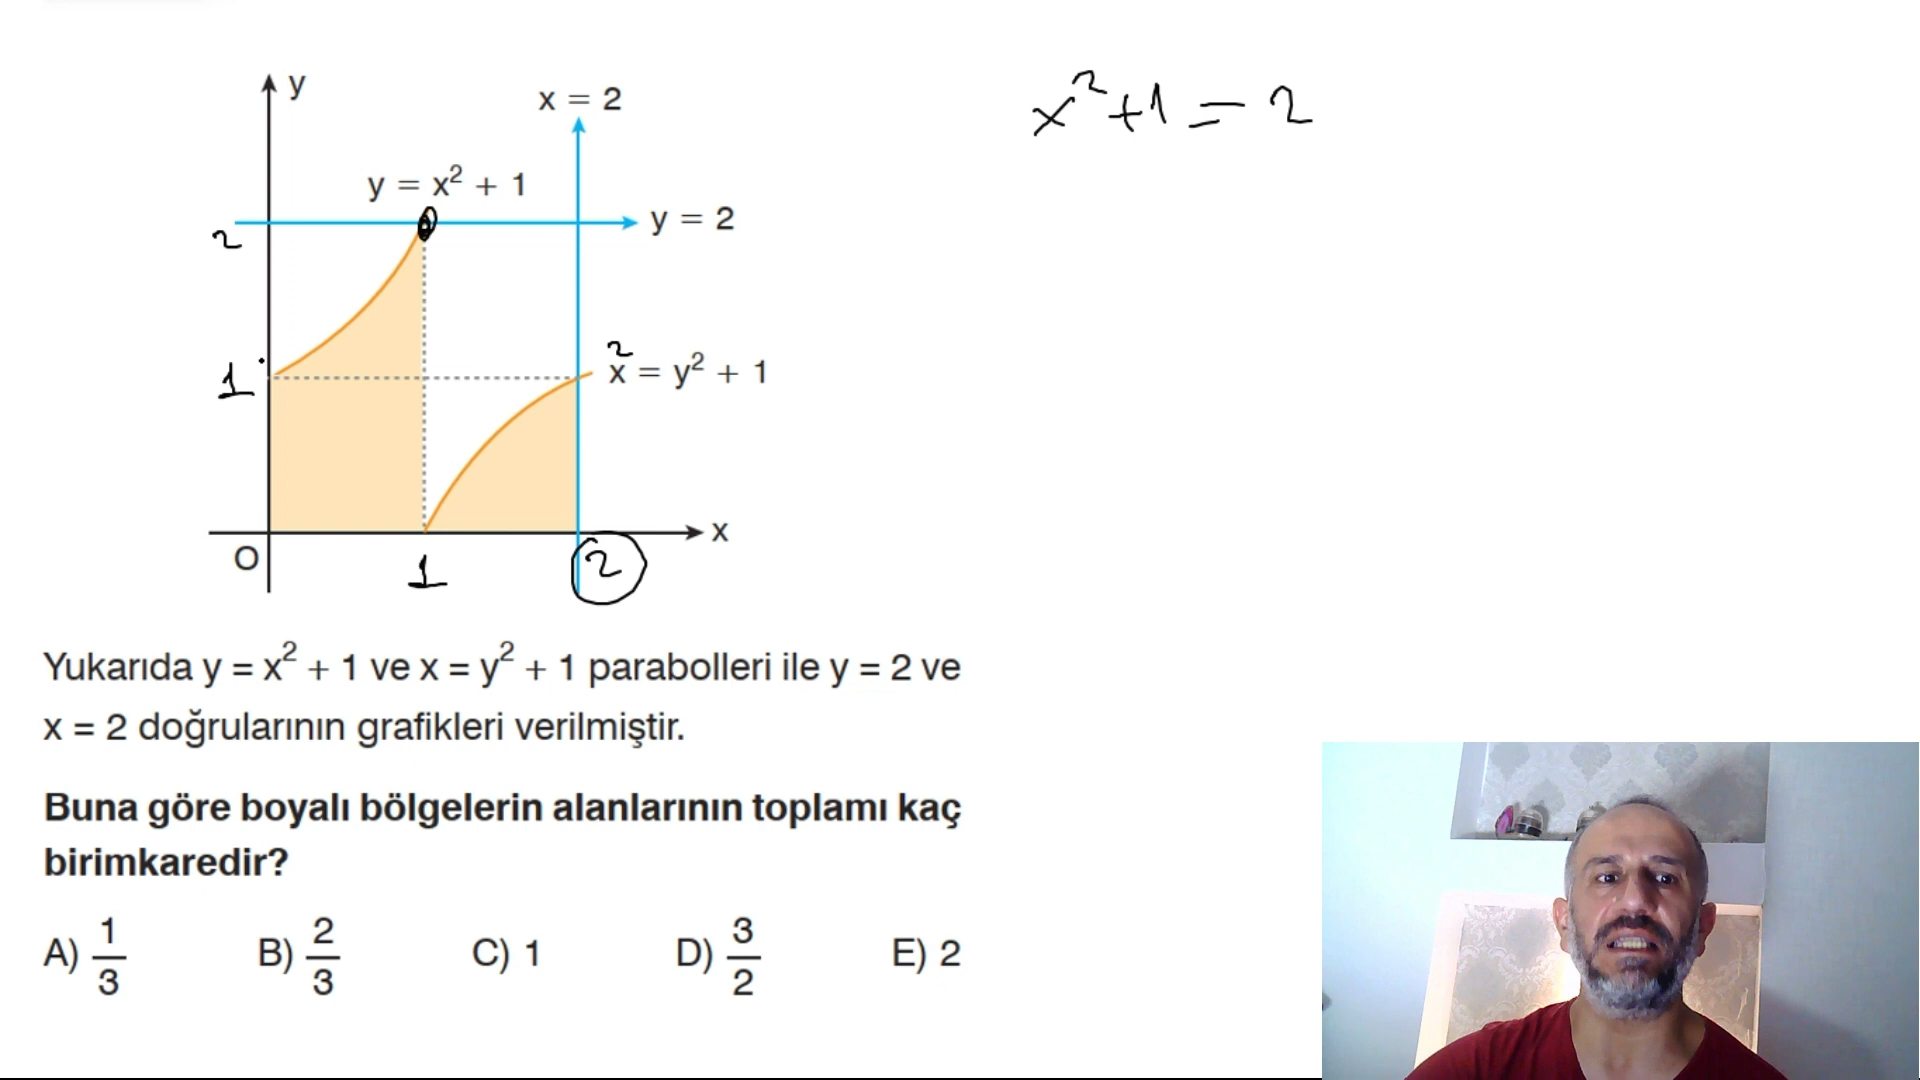 y
x = 2
x² + 1 = 2
y = x² + 1
y = 2
2
2
x = y² + 1
1
x
O
1
2
Yukarıda y = x² + 1 ve x = y² + 1 parabolleri ile y = 2 ve
x = 2 doğrularının grafikleri verilmiştir.
Buna göre boyalı bölgelerin alanlarının toplamı kaç
birimkaredir?
A) 1/3 B) 2/3 C) 1 D) 3/2 E) 2